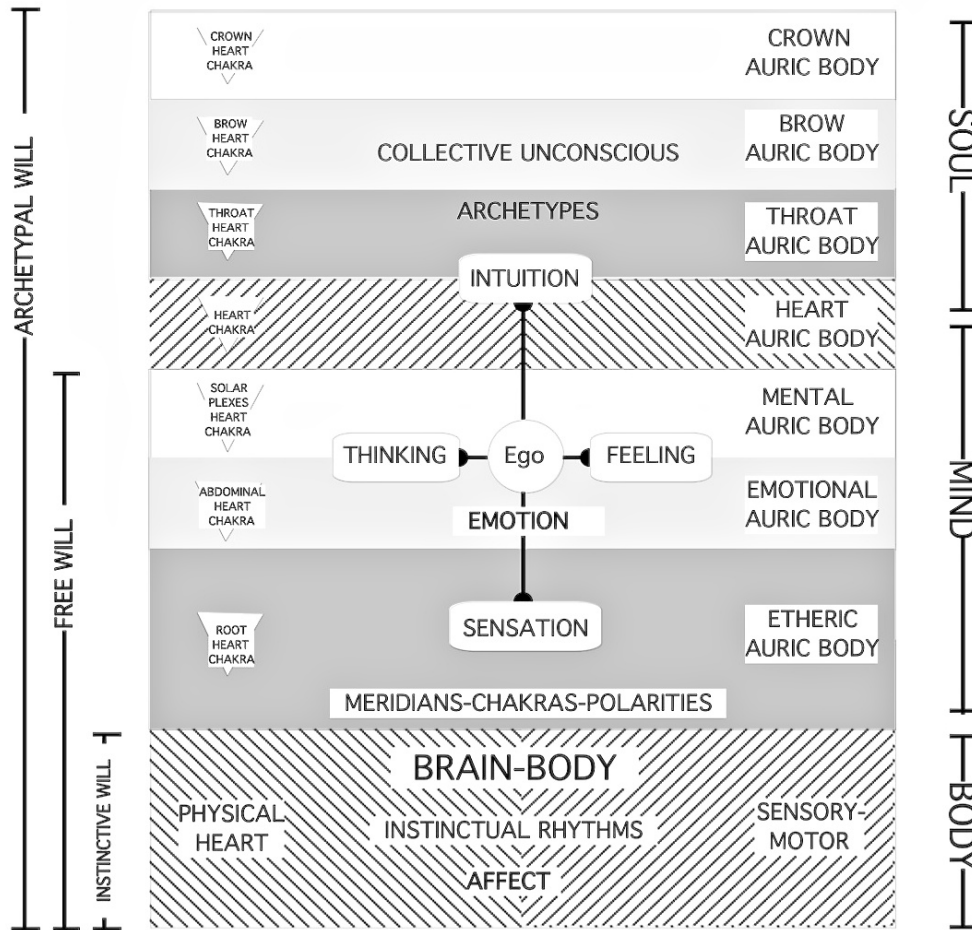 CROWN
HEART
CHAKRA
CROWN
AURIC BODY
BROW
HEART
CHAKRA
COLLECTIVE UNCONSCIOUS
BROW
AURIC BODY
SOUL
ARCHETYPAL WILL
THROAT
HEART
CHAKRA
ARCHETYPES
THROAT
AURIC BODY
INTUITION
HEART
CHAKRA
HEART
AURIC BODY
SOLAR
PLEXES
HEART
CHAKRA
MENTAL
AURIC BODY
THINKING
Ego
FEELING
MIND
ABDOMINAL
HEART
CHAKRA
EMOTION
EMOTIONAL
AURIC BODY
FREE WILL
ROOT
HEART
CHAKRA
SENSATION
ETHERIC
AURIC BODY
MERIDIANS-CHAKRAS-POLARITIES
INSTINCTIVE WILL
BRAIN-BODY
PHYSICAL
HEART
INSTINCTUAL RHYTHMS
SENSORY-
MOTOR
AFFECT
BODY